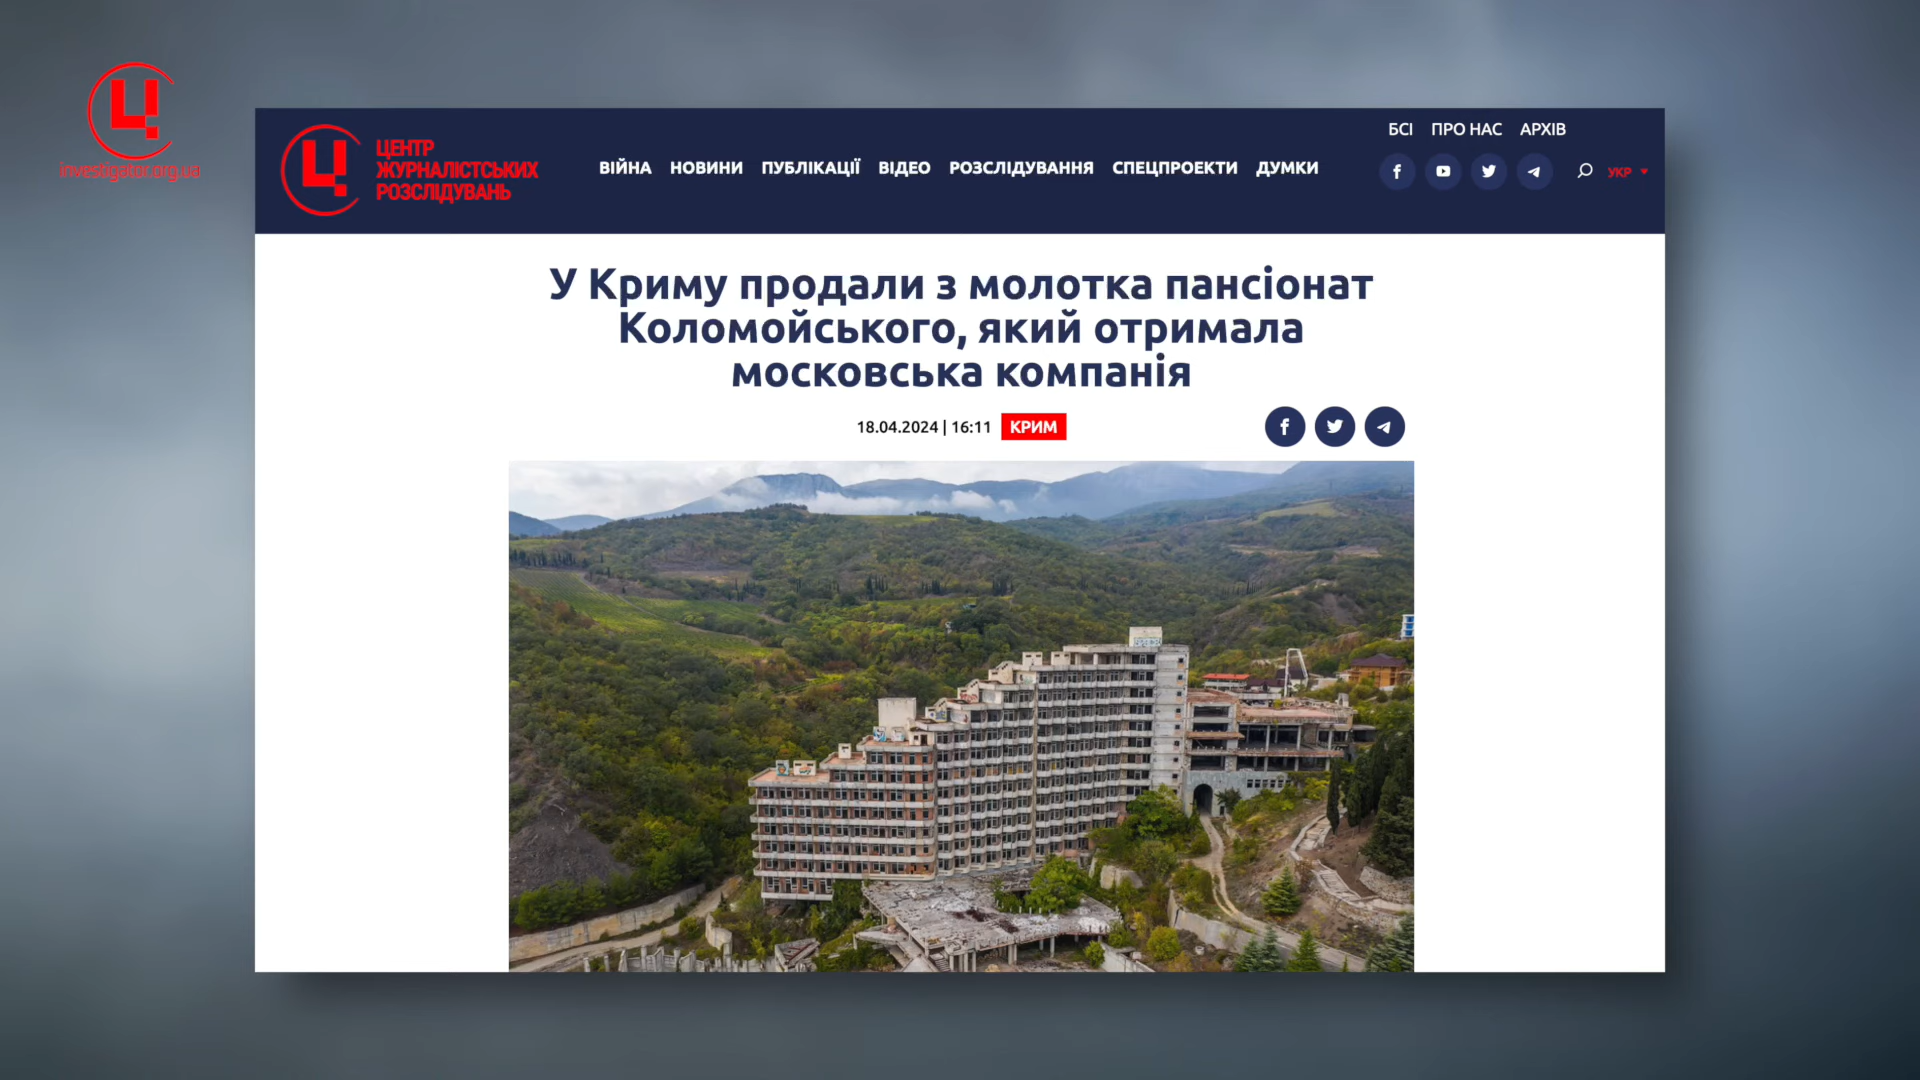 Ц
investigator.org.ua
Ц
ЦЕНТР
ЖУРНАЛІСТСЬКИХ
РОЗСЛІДУВАНЬ
ВІЙНА НОВИНИ ПУБЛІКАЦІЇ ВІДЕО РОЗСЛІДУВАННЯ СПЕЦПРОЕКТИ ДУМКИ
БСІ ПРО НАС АРХІВ
УКР
У Криму продали з молотка пансіонат
Коломойського, який отримала
московська компанія
18.04.2024 | 16:11 КРИМ